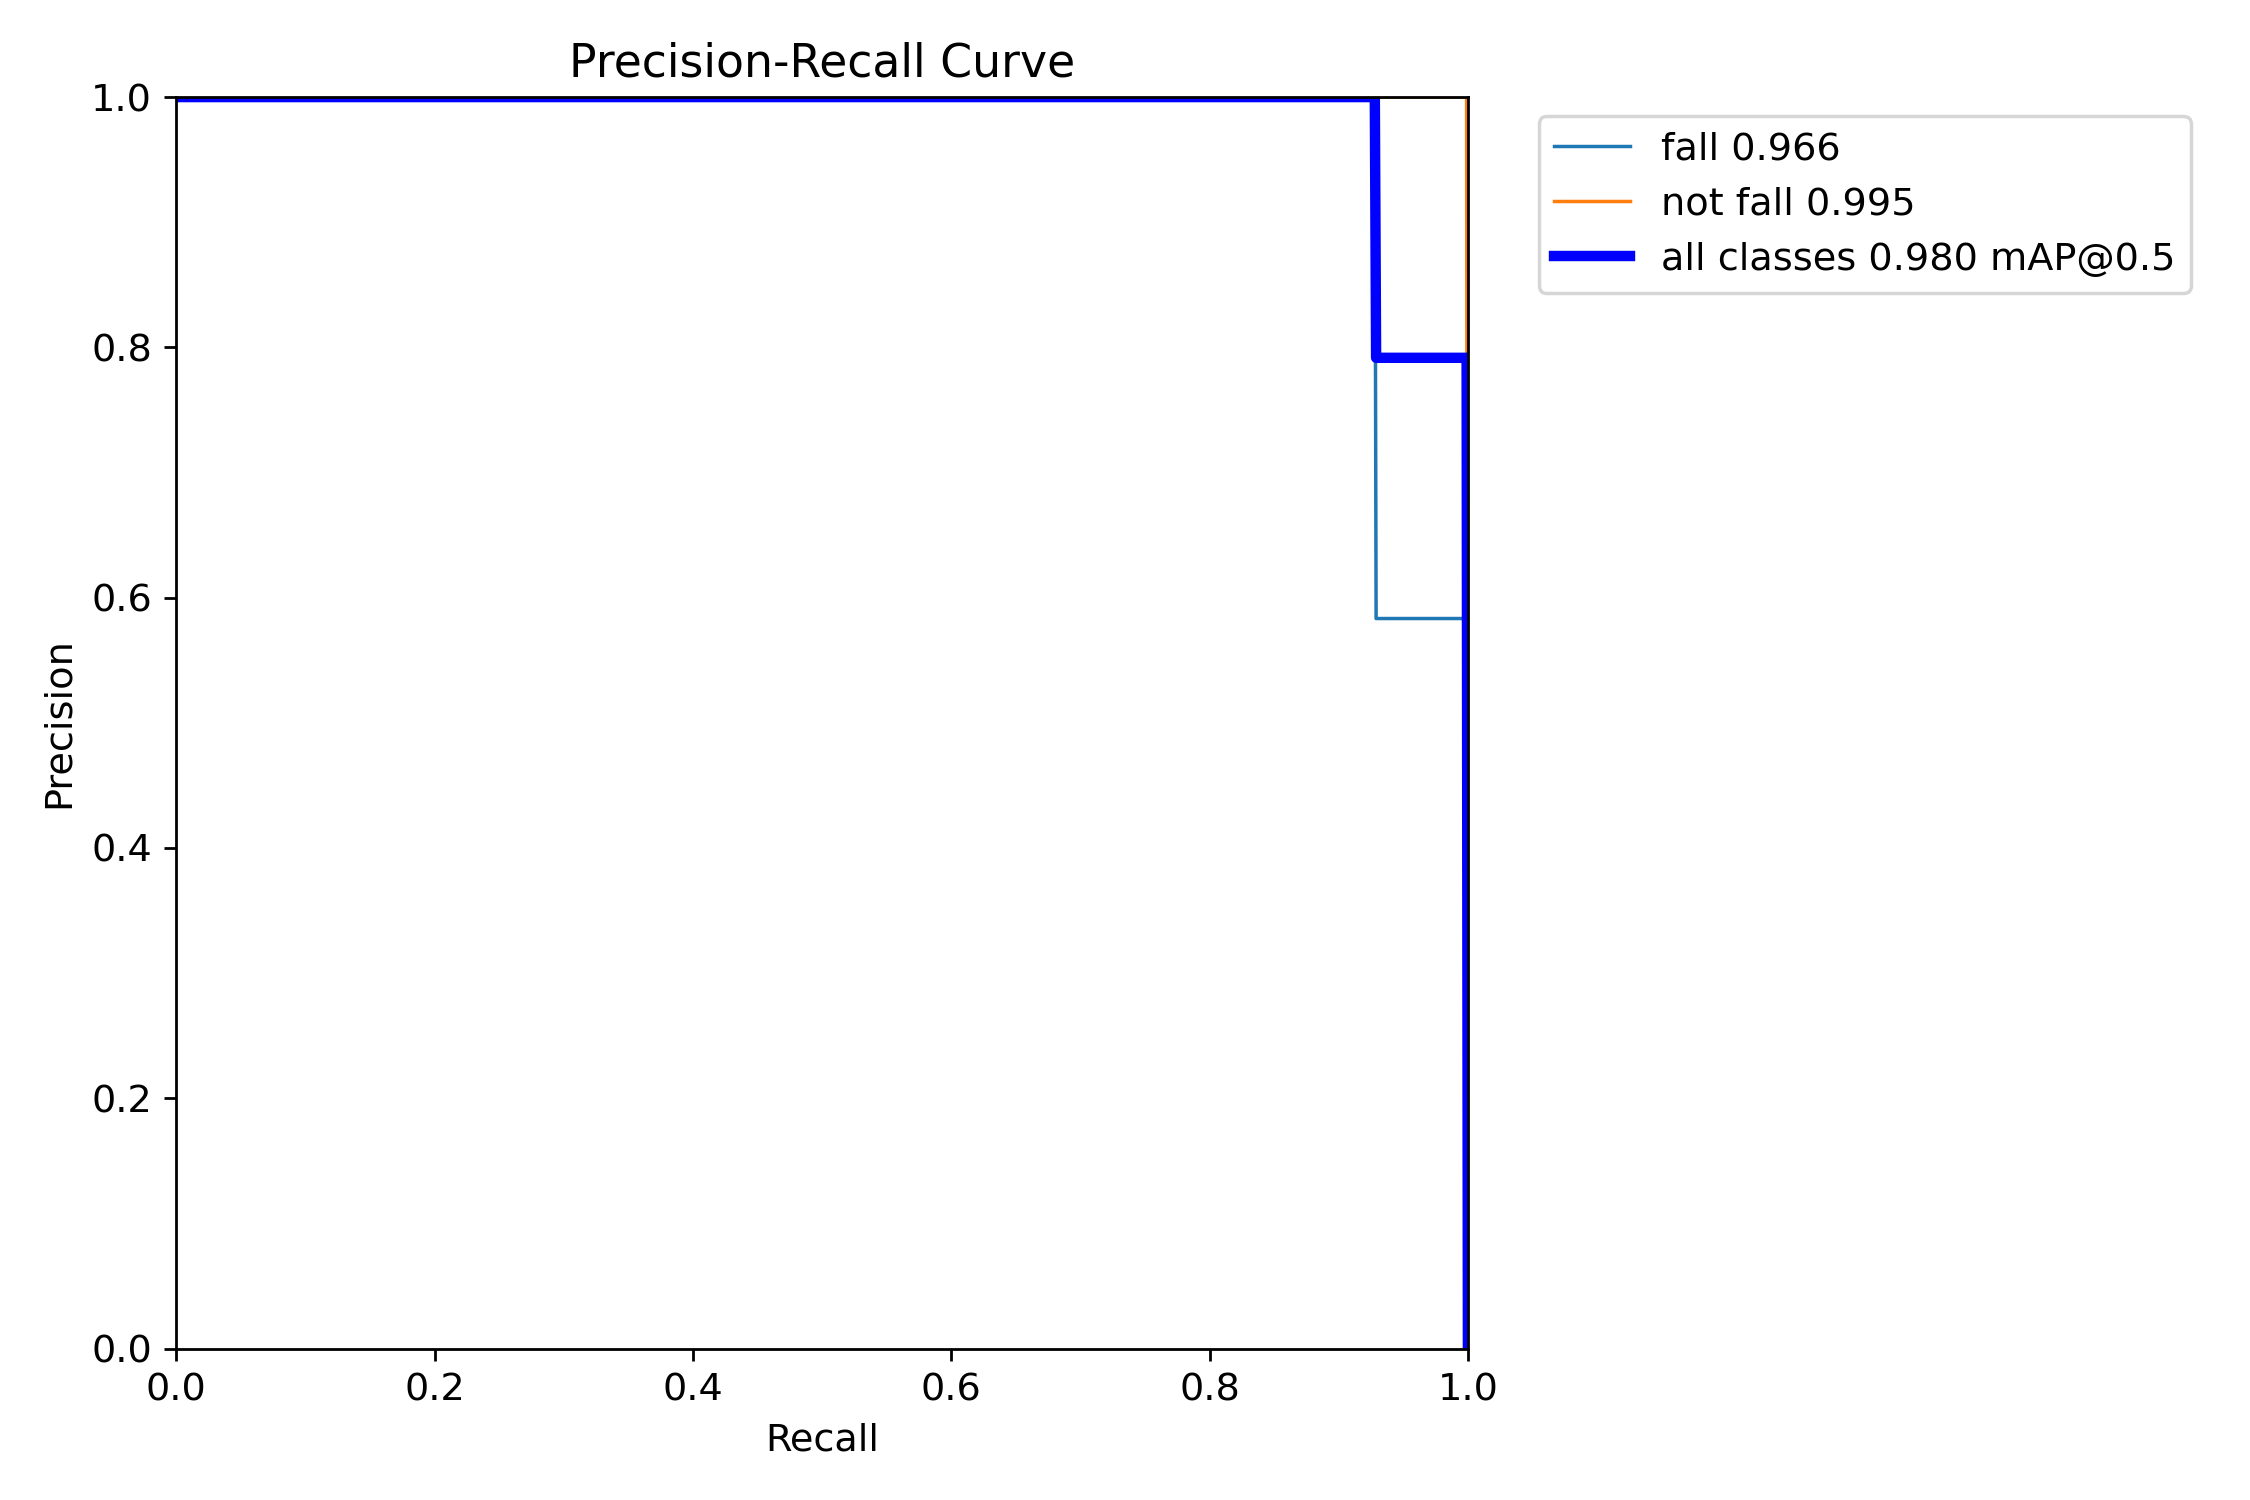 Precision-Recall Curve
1.0
0.8
0.6
0.4
0.2
0.0
Precision
0.0 0.2 0.4 0.6 0.8 1.0
Recall
fall 0.966
not fall 0.995
all classes 0.980 mAP@0.5